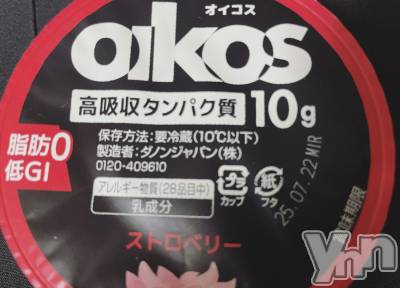 オイコス
oikos
高吸収タンパク質 10g
脂肪0
低GI
保存方法:要冷蔵(10℃以下)
製造者:ダノンジャパン(株)
0120-409610
アレルギー物質(28品目中)
乳成分
プラ
カップ
紙
フタ
25.07.22 MIR
賞味期限
ストロベリー